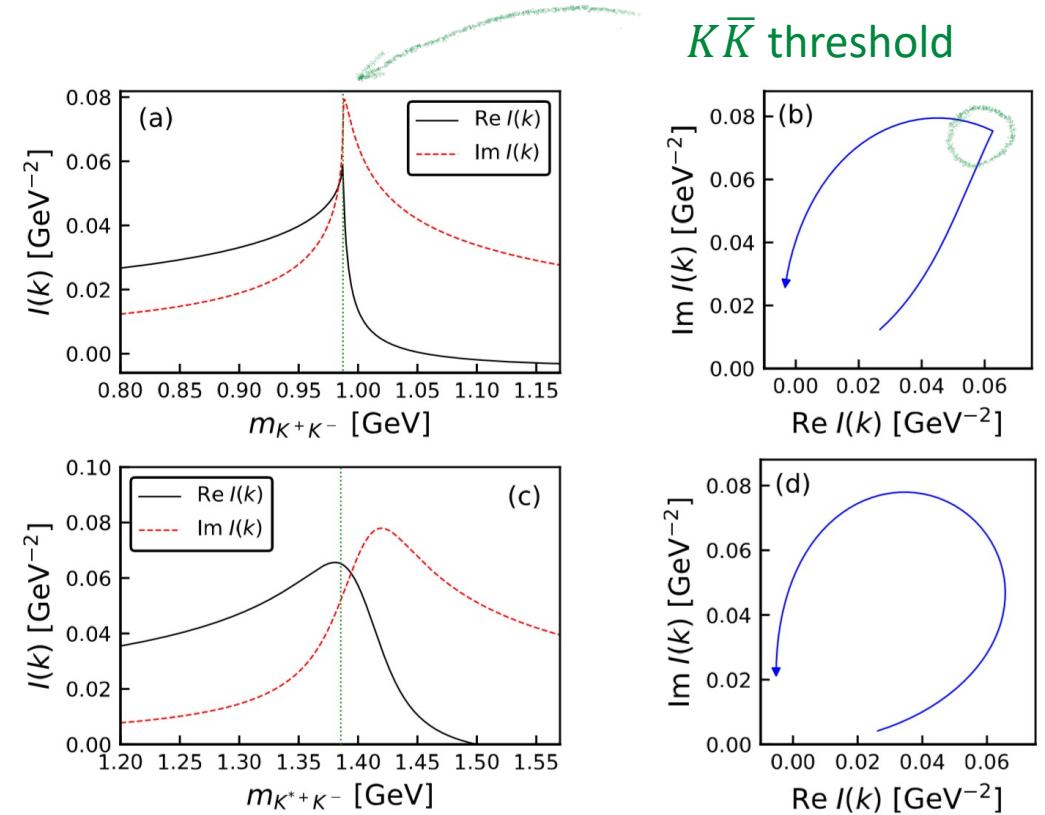 K\overline{K} threshold
(a)
Re I(k)
Im I(k)
0.08
0.06
0.04
0.02
0.00
I(k) [GeV⁻²]
0.80 0.85 0.90 0.95 1.00 1.05 1.10 1.15
m_{K⁺K⁻} [GeV]
(b)
0.08
0.06
0.04
0.02
0.00
Im I(k) [GeV⁻²]
0.00 0.02 0.04 0.06
Re I(k) [GeV⁻²]
Re I(k)
Im I(k)
(c)
0.10
0.08
0.06
0.04
0.02
0.00
I(k) [GeV⁻²]
1.20 1.25 1.30 1.35 1.40 1.45 1.50 1.55
m_{K*⁺K⁻} [GeV]
(d)
0.08
0.06
0.04
0.02
0.00
Im I(k) [GeV⁻²]
0.00 0.02 0.04 0.06
Re I(k) [GeV⁻²]